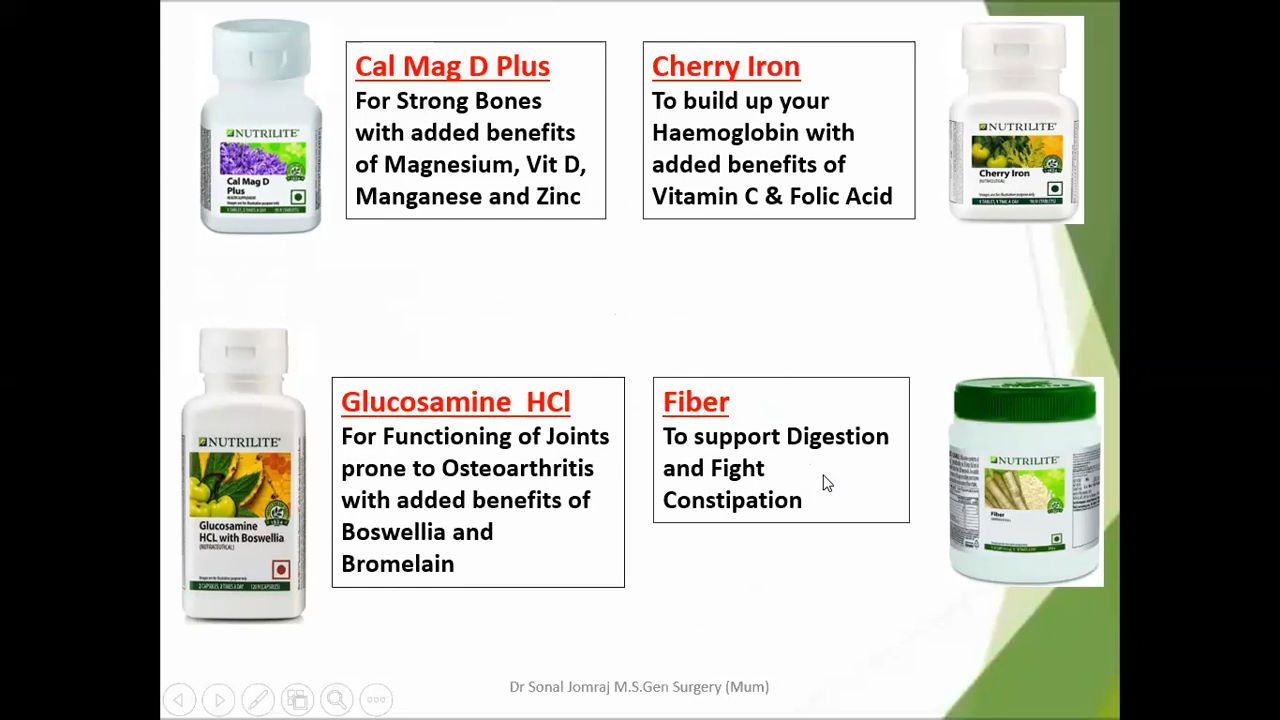 Cal Mag D Plus
For Strong Bones
with added benefits
of Magnesium, Vit D,
Manganese and Zinc
Cherry Iron
To build up your
Haemoglobin with
added benefits of
Vitamin C & Folic Acid
NUTRILITE
Cal Mag D
Plus
NUTRILITE
Cherry Iron
Glucosamine HCl
For Functioning of Joints
prone to Osteoarthritis
with added benefits of
Boswellia and
Bromelain
Fiber
To support Digestion
and Fight
Constipation
NUTRILITE
Glucosamine
HCL with Boswellia
NUTRILITE
Fiber
Dr Sonal Jomraj M.S.Gen Surgery (Mum)